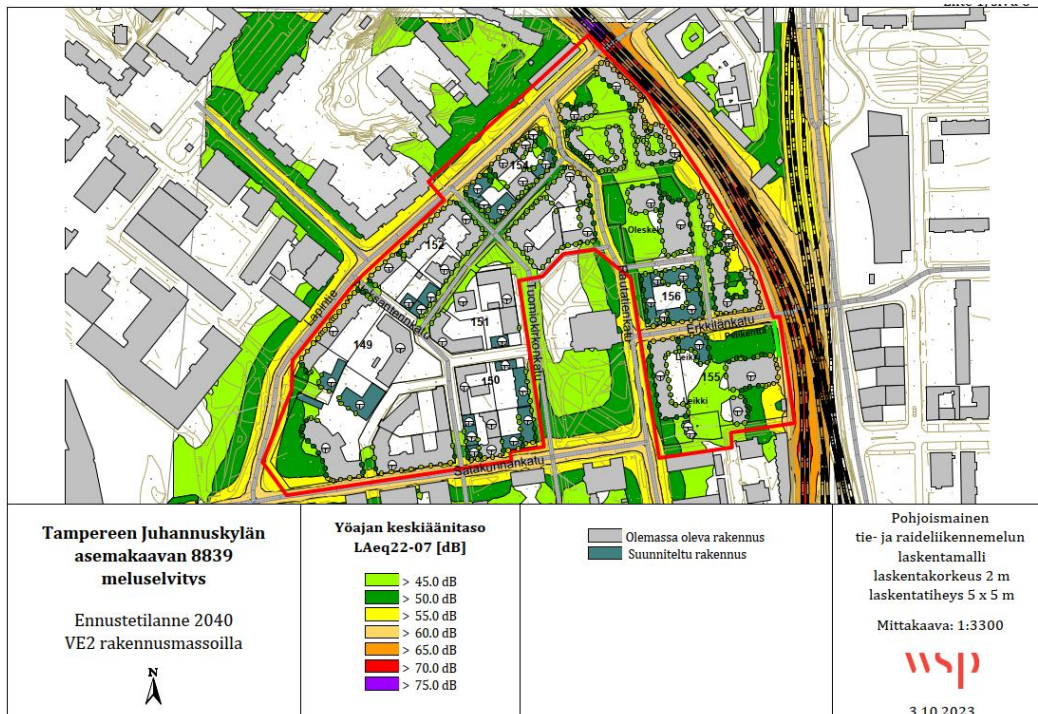 154
152
Oleskel
Lapintie
156
Tuomiokirkonkatu
Rautatienkatu
151
Erkkilänkatu
149
Pelikenttä
Leikki
150
155
Leikki
Satakunnankatu
Tampereen Juhannuskylän
asemakaavan 8839
meluselvitys
Ennustetilanne 2040
VE2 rakennusmassoilla
N
Yöajan keskiäänitaso
LAeq22-07 [dB]
> 45.0 dB
> 50.0 dB
> 55.0 dB
> 60.0 dB
> 65.0 dB
> 70.0 dB
> 75.0 dB
Olemassa oleva rakennus
Suunniteltu rakennus
Pohjoismainen
tie- ja raideliikennemelun
laskentamalli
laskentakorkeus 2 m
laskentatiheys 5 x 5 m
Mittakaava: 1:3300
wsp
3.10.2023